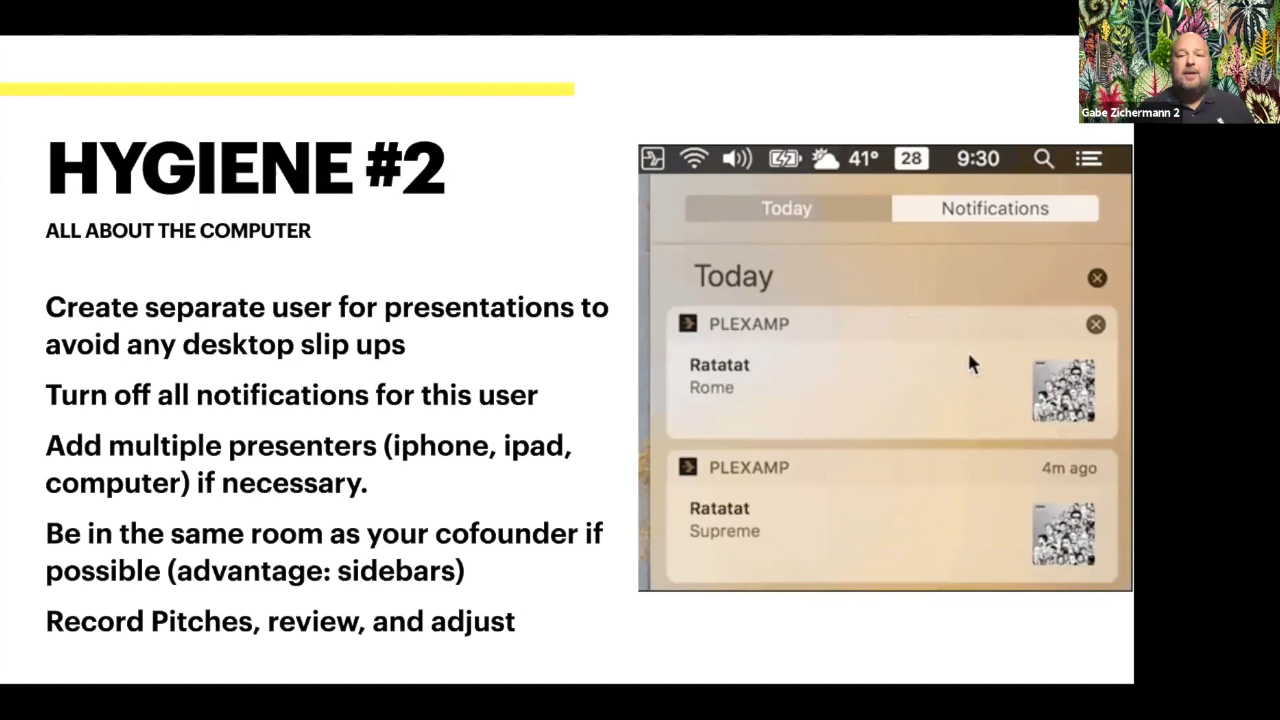 Gabe Zichermann 2
HYGIENE #2
ALL ABOUT THE COMPUTER
Create separate user for presentations to
avoid any desktop slip ups
Turn off all notifications for this user
Add multiple presenters (iphone, ipad,
computer) if necessary.
Be in the same room as your cofounder if
possible (advantage: sidebars)
Record Pitches, review, and adjust
41° 28 9:30
Today Notifications
Today
PLEXAMP
Ratatat
Rome
PLEXAMP 4m ago
Ratatat
Supreme